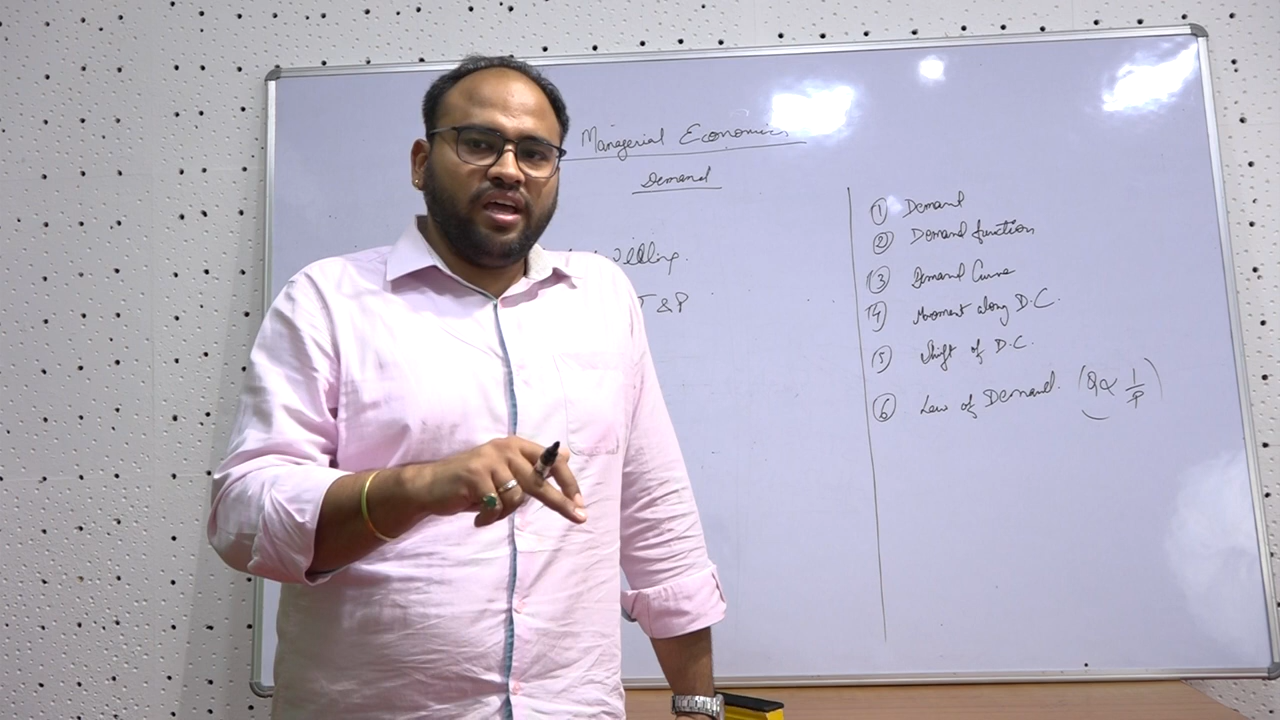 Managerial Economics
Demand
Willing.
T & P
① Demand
② Demand function
③ Demand Curve
④ Movement along D.C.
⑤ Shift of D.C.
⑥ Law of Demand. (Q ∝ 1/P)